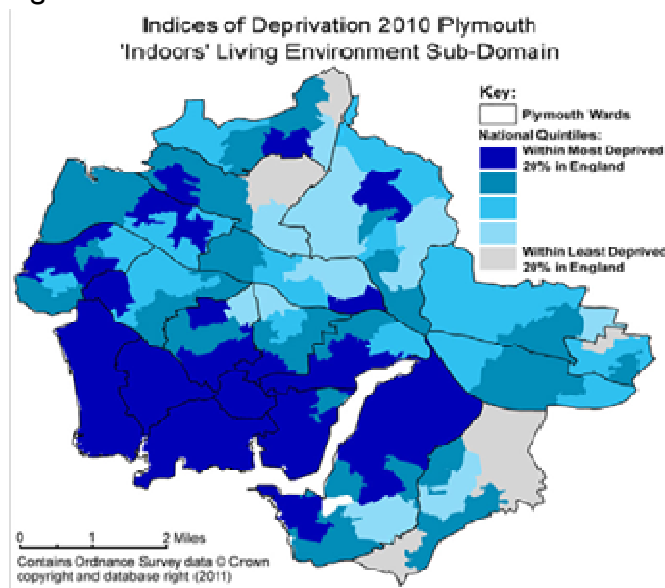 Indices of Deprivation 2010 Plymouth
'Indoors' Living Environment Sub-Domain
Key:
Plymouth Wards
National Quintiles:
Within Most Deprived
20% in England
Within Least Deprived
20% in England
0 1 2 Miles
Contains Ordnance Survey data © Crown
copyright and database right (2011)